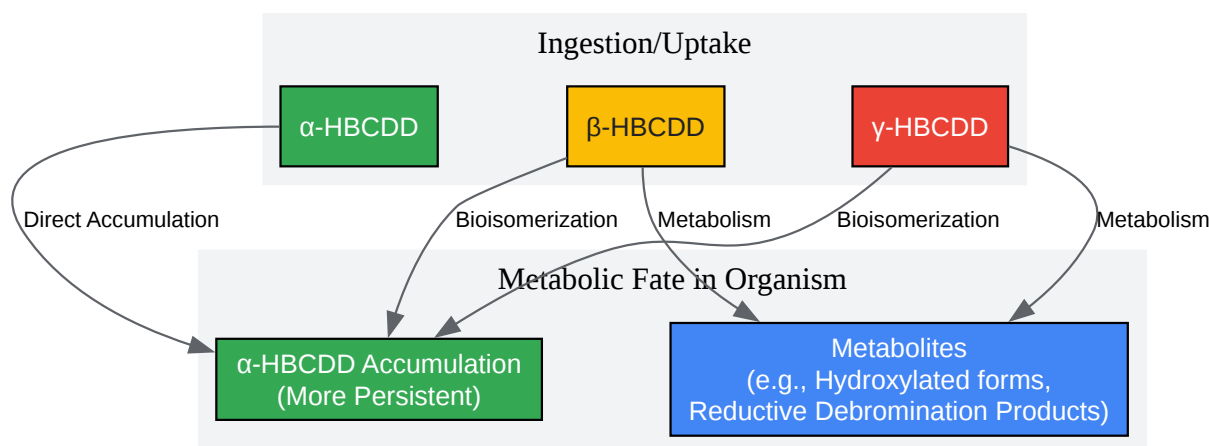 Ingestion/Uptake
α-HBCDD
β-HBCDD
γ-HBCDD
Direct Accumulation
Bioisomerization
Metabolism
Bioisomerization
Metabolism
Metabolic Fate in Organism
α-HBCDD Accumulation
(More Persistent)
Metabolites
(e.g., Hydroxylated forms,
Reductive Debromination Products)